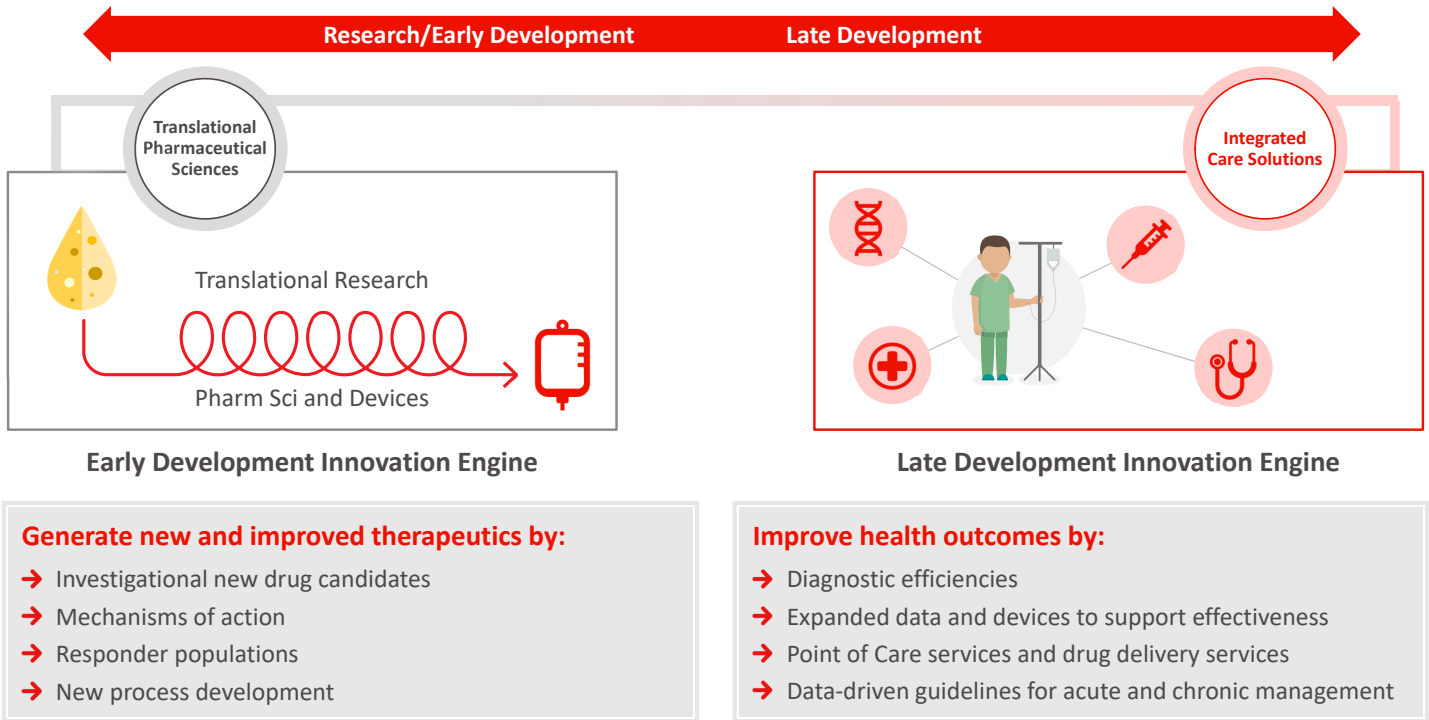 Research/Early Development
Late Development
Translational
Pharmaceutical
Sciences
Integrated
Care Solutions
Translational Research
Pharm Sci and Devices
Early Development Innovation Engine
Late Development Innovation Engine
Generate new and improved therapeutics by:
Investigational new drug candidates
Mechanisms of action
Responder populations
New process development
Improve health outcomes by:
Diagnostic efficiencies
Expanded data and devices to support effectiveness
Point of Care services and drug delivery services
Data-driven guidelines for acute and chronic management